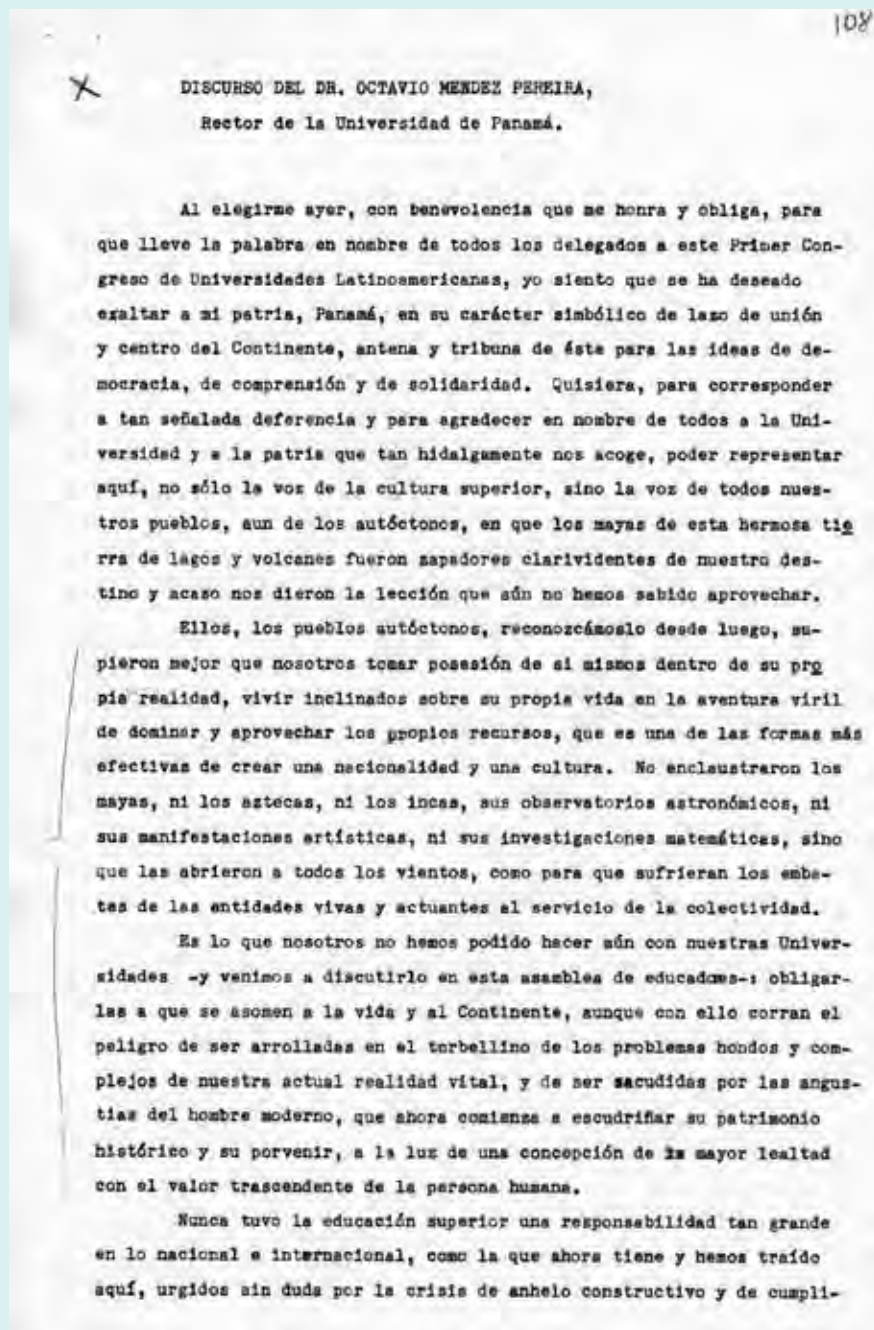 108
X
DISCURSO DEL DR. OCTAVIO MENDEZ PEREIRA,
Rector de la Universidad de Panamá.
Al elegirme ayer, con benevolencia que me honra y obliga, para
que lleve la palabra en nombre de todos los delegados a este Primer Con-
greso de Universidades Latinoamericanas, yo siento que se ha deseado
exaltar a mi patria, Panamá, en su carácter simbólico de lazo de unión
y centro del Continente, antena y tribuna de éste para las ideas de de-
mocracia, de comprensión y de solidaridad. Quisiera, para corresponder
a tan señalada deferencia y para agradecer en nombre de todos a la Uni-
versidad y a la patria que tan hidalgamente nos acoge, poder representar
aquí, no sólo la voz de la cultura superior, sino la voz de todos nues-
tros pueblos, aun de los autóctonos, en que los mayas de esta hermosa tie
rra de lagos y volcanes fueron zapadores clarividentes de nuestro des-
tino y acaso nos dieron la lección que aún no hemos sabido aprovechar.
Ellos, los pueblos autóctonos, reconozcámoslo desde luego, su-
pieron mejor que nosotros tomar posesión de si mismos dentro de su pro
pia realidad, vivir inclinados sobre su propia vida en la aventura viril
de dominar y aprovechar los propios recursos, que es una de las formas más
efectivas de crear una nacionalidad y una cultura. No enclaustraron los
mayas, ni los aztecas, ni los incas, sus observatorios astronómicos, ni
sus manifestaciones artísticas, ni sus investigaciones matemáticas, sino
que las abrieron a todos los vientos, como para que sufrieran los emba-
tes de las entidades vivas y actuantes al servicio de la colectividad.
Es lo que nosotros no hemos podido hacer aún con nuestras Univer-
sidades -y venimos a discutirlo en esta asamblea de educadoes-: obligar-
las a que se asomen a la vida y al Continente, aunque con ello corran el
peligro de ser arrolladas en el torbellino de los problemas hondos y com-
plejos de nuestra actual realidad vital, y de ser sacudidas por las angus-
tias del hombre moderno, que ahora comienza a escudriñar su patrimonio
histórico y su porvenir, a la luz de una concepción de la mayor lealtad
con el valor trascendente de la persona humana.
Nunca tuvo la educación superior una responsabilidad tan grande
en lo nacional e internacional, como la que ahora tiene y hemos traído
aquí, urgidos sin duda por la crisis de anhelo constructivo y de cumpli-